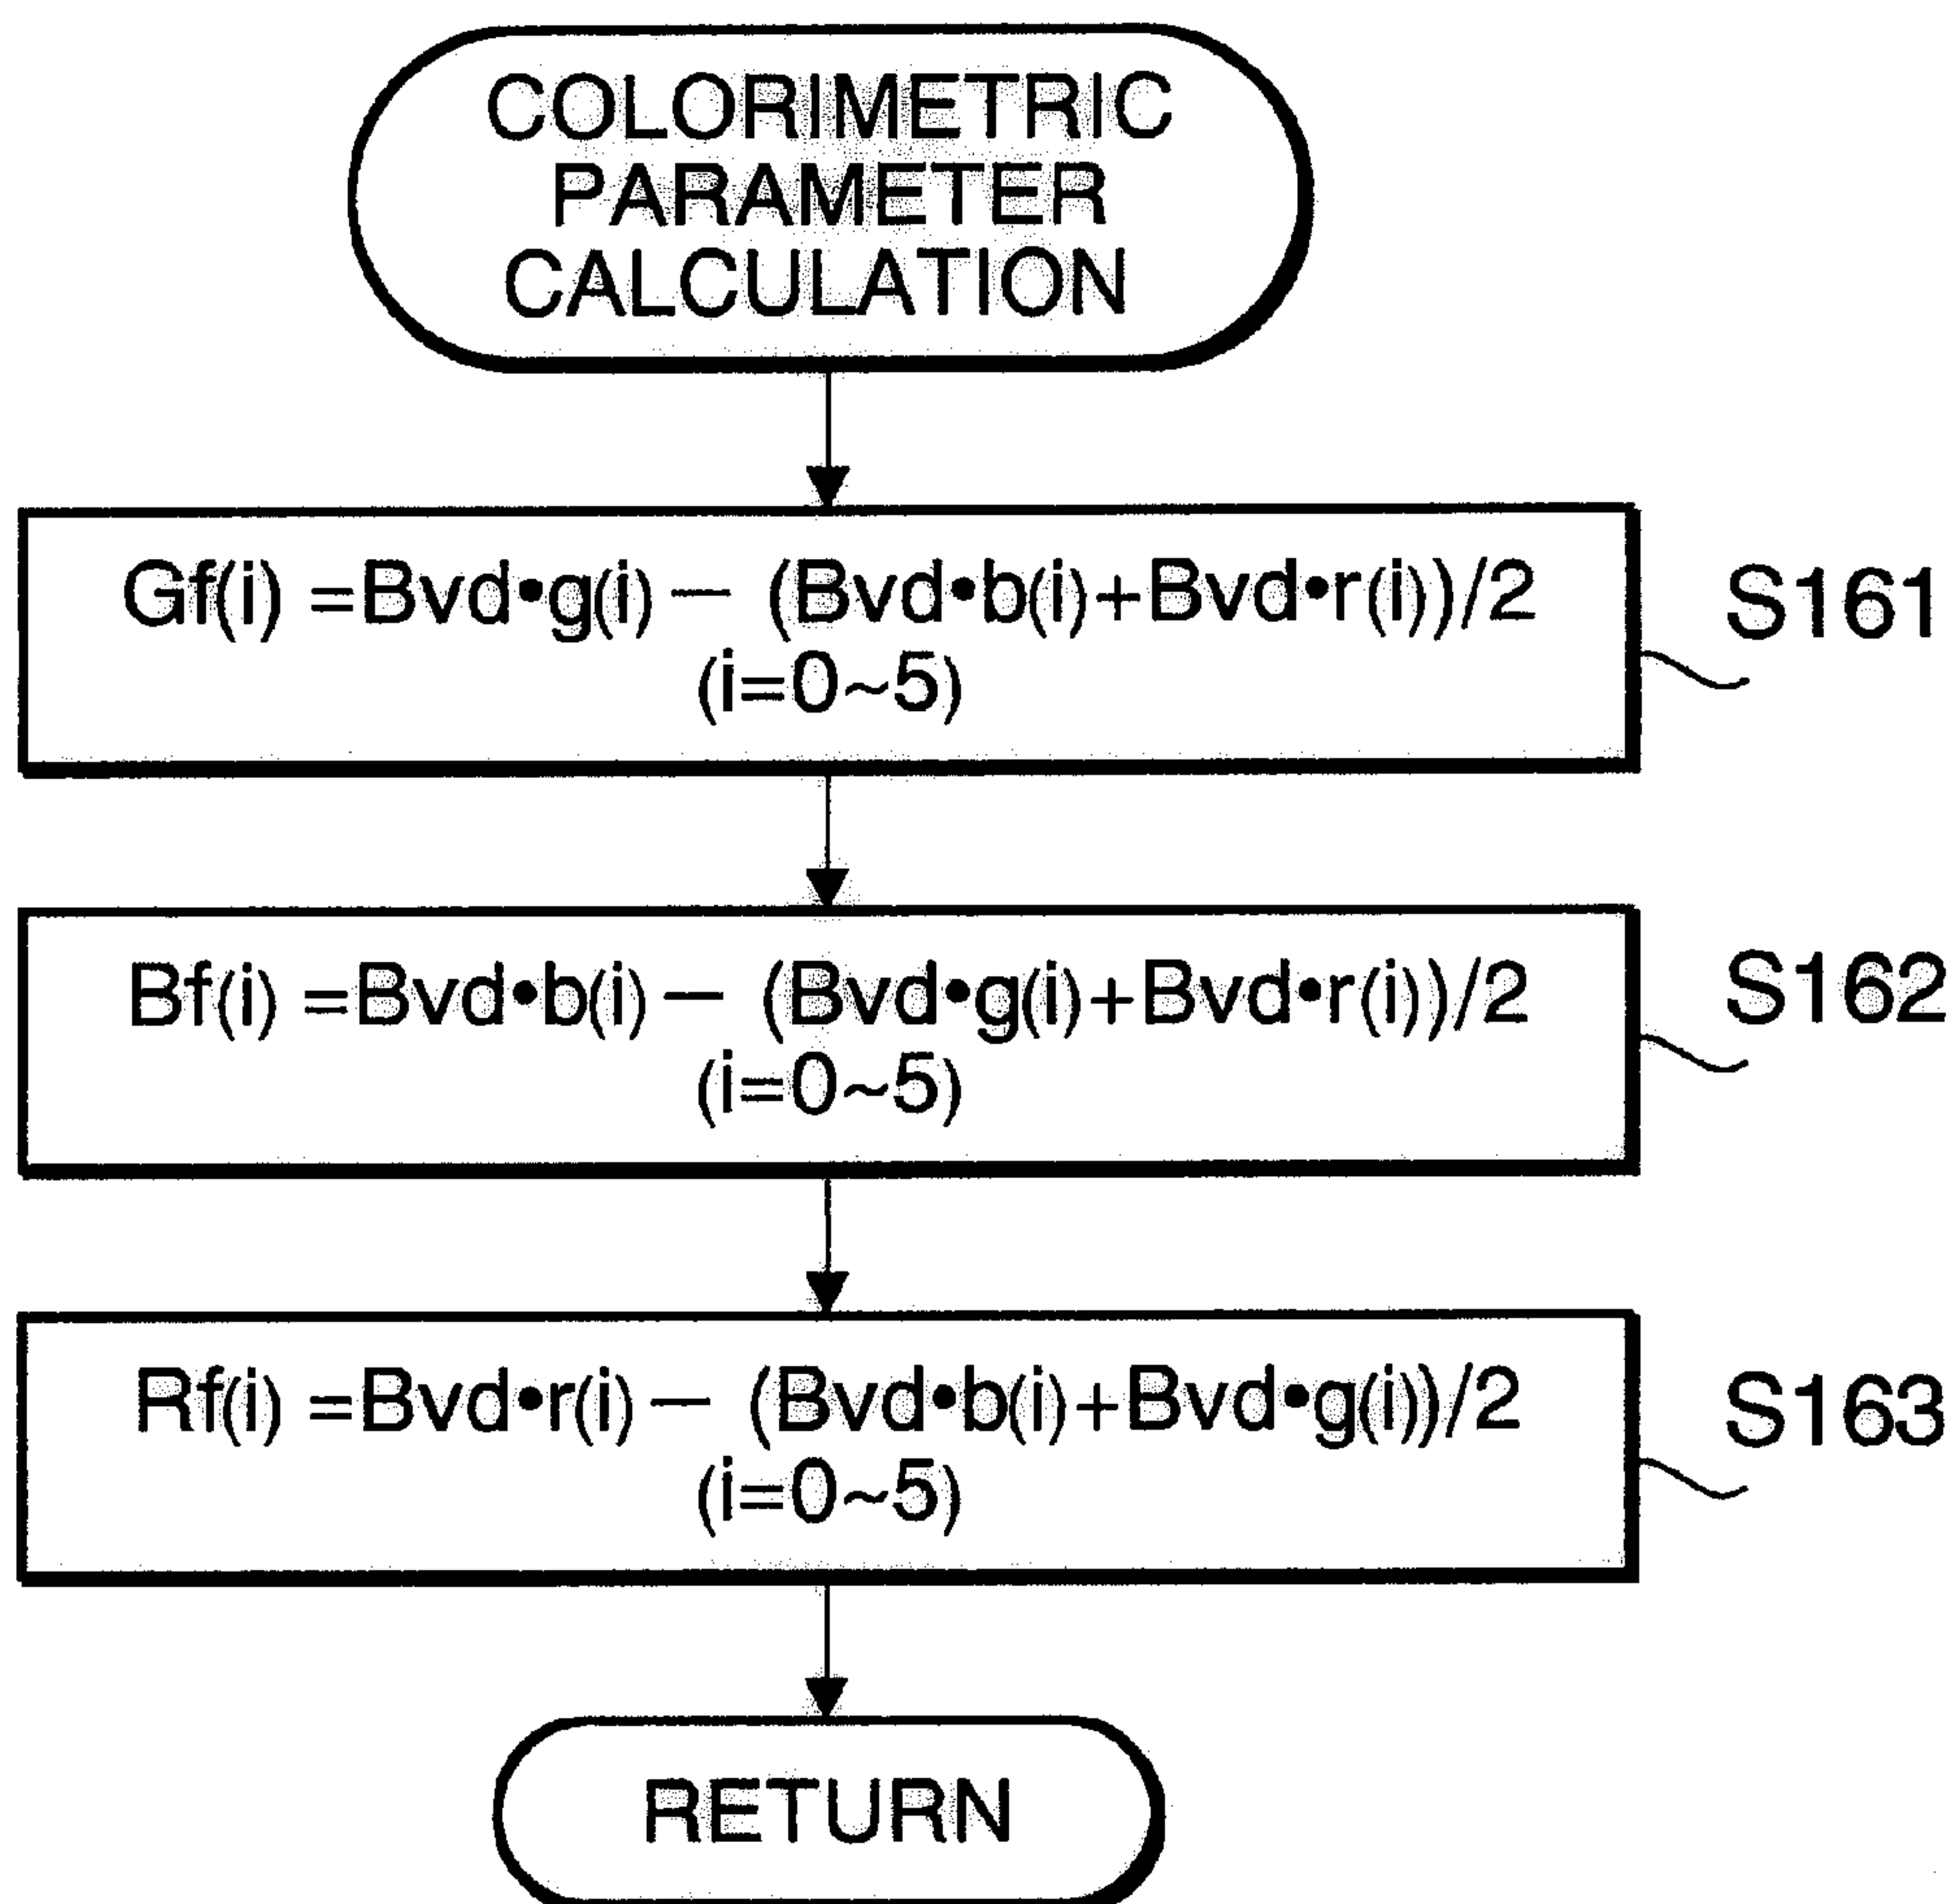 COLORIMETRIC
PARAMETER
CALCULATION
Gf(i) =Bvd•g(i) − (Bvd•b(i)+Bvd•r(i))/2
(i=0~5)
S161
Bf(i) =Bvd•b(i) − (Bvd•g(i)+Bvd•r(i))/2
(i=0~5)
S162
Rf(i) =Bvd•r(i) − (Bvd•b(i)+Bvd•g(i))/2
(i=0~5)
S163
RETURN